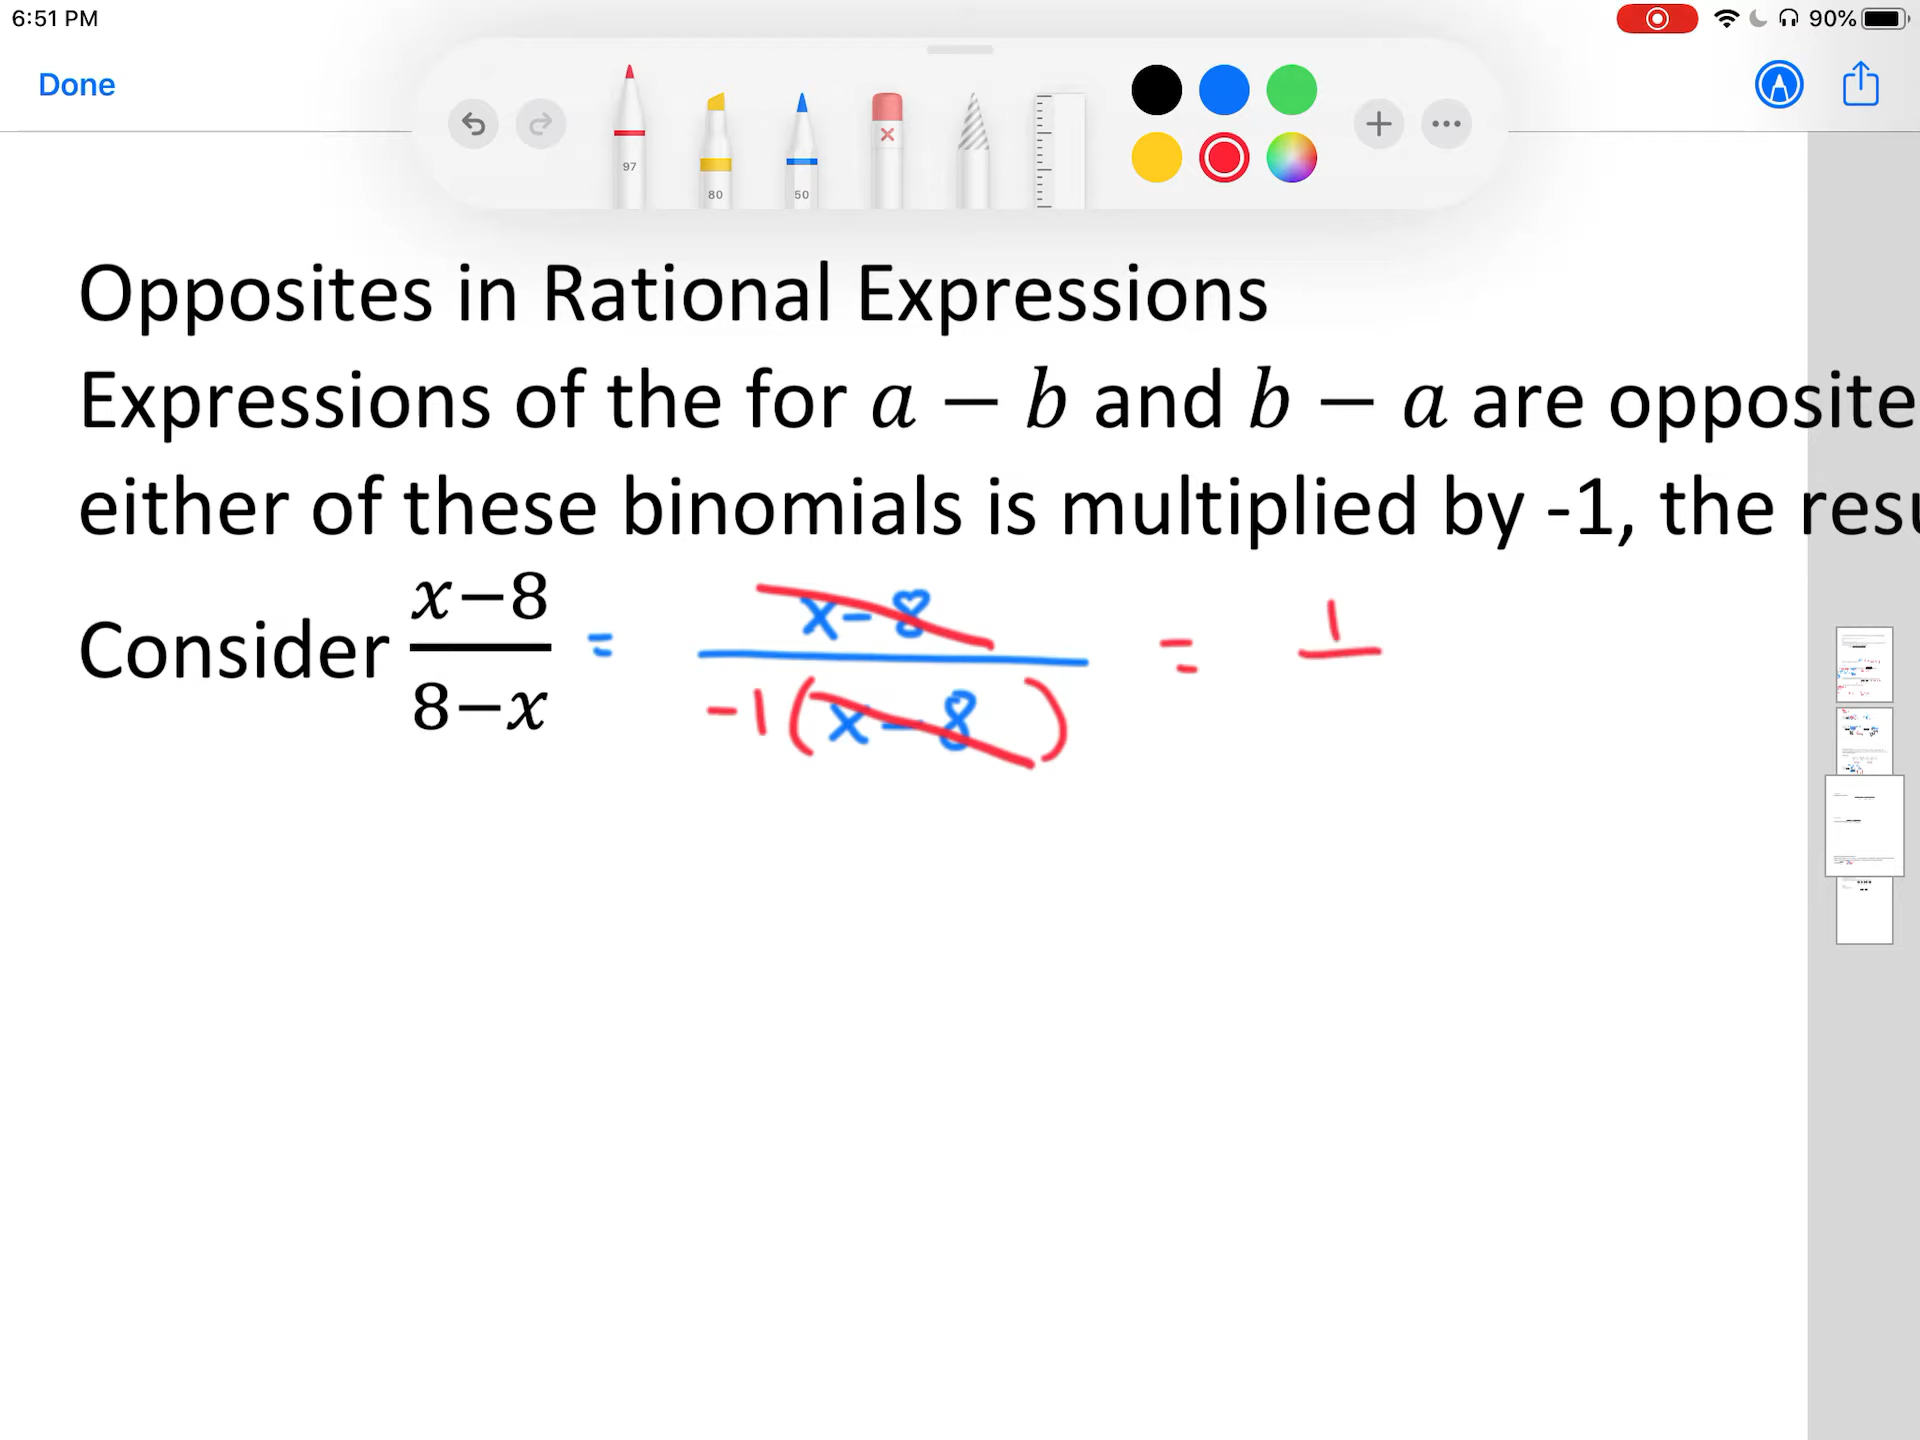 6:51 PM
90%
Done
97
80
50
Opposites in Rational Expressions
Expressions of the for a − b and b − a are opposite
either of these binomials is multiplied by -1, the resu
Consider x−8/8−x = x-8/-1(x-8) = 1/